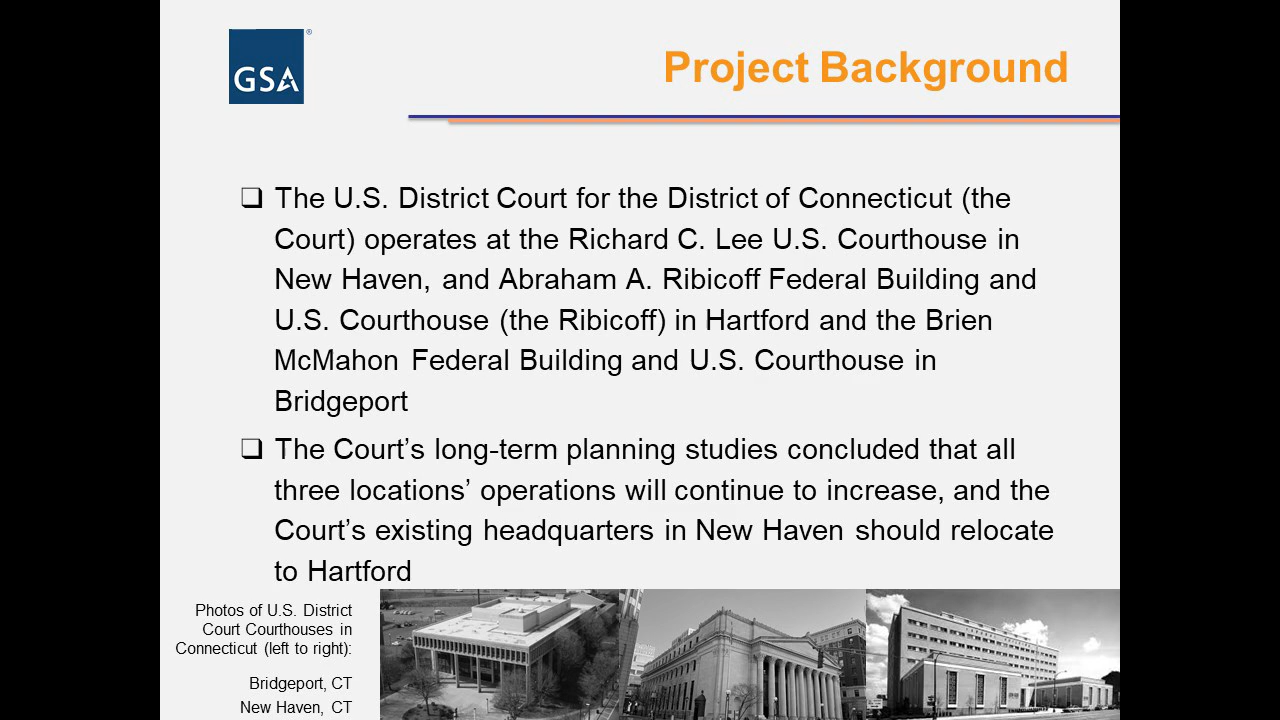 GSA
®
Project Background
❑ The U.S. District Court for the District of Connecticut (the
Court) operates at the Richard C. Lee U.S. Courthouse in
New Haven, and Abraham A. Ribicoff Federal Building and
U.S. Courthouse (the Ribicoff) in Hartford and the Brien
McMahon Federal Building and U.S. Courthouse in
Bridgeport
❑ The Court’s long-term planning studies concluded that all
three locations’ operations will continue to increase, and the
Court’s existing headquarters in New Haven should relocate
to Hartford
Photos of U.S. District
Court Courthouses in
Connecticut (left to right):
Bridgeport, CT
New Haven, CT